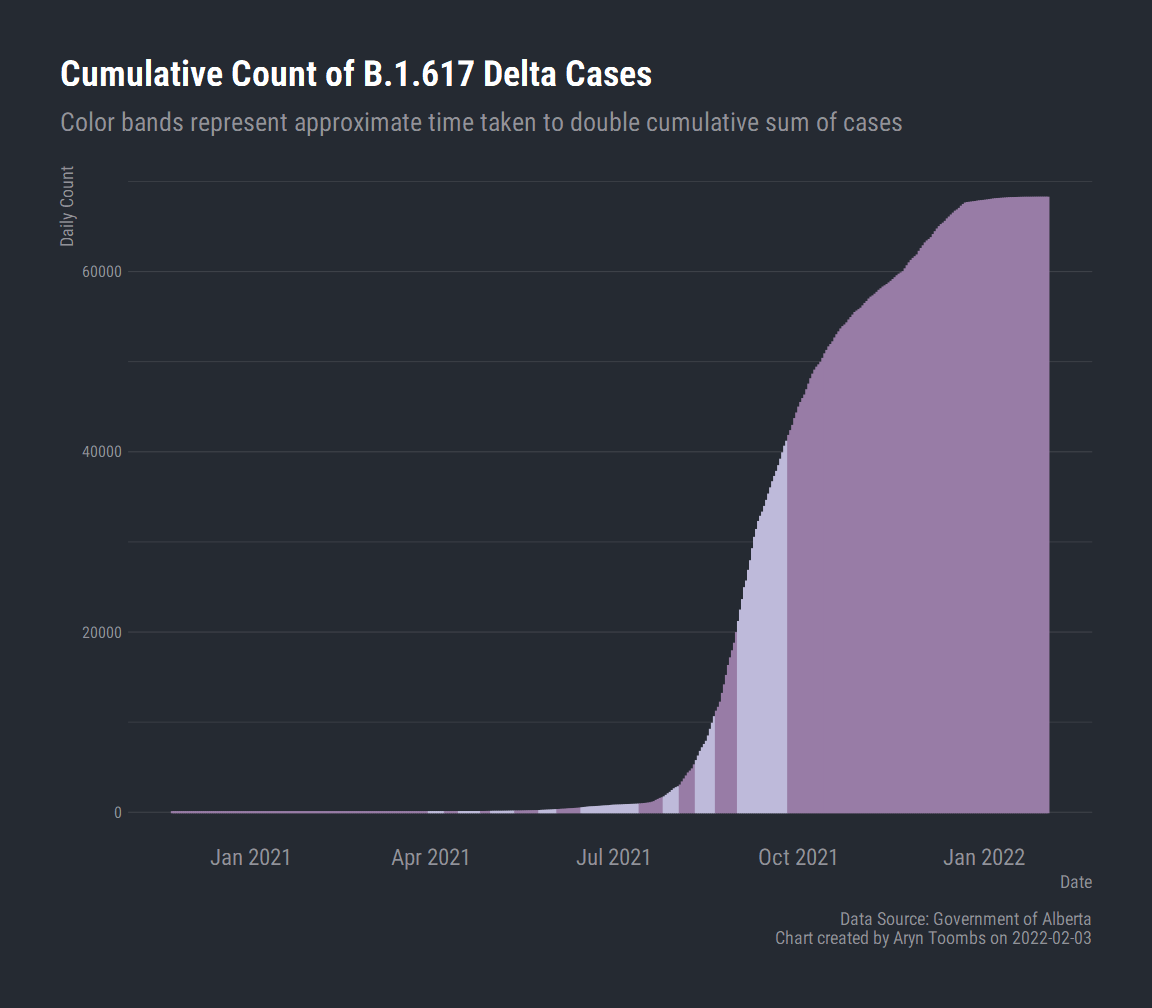 Cumulative Count of B.1.617 Delta Cases
Color bands represent approximate time taken to double cumulative sum of cases
Daily Count
60000
40000
20000
0
Jan 2021
Apr 2021
Jul 2021
Oct 2021
Jan 2022
Date
Data Source: Government of Alberta
Chart created by Aryn Toombs on 2022-02-03